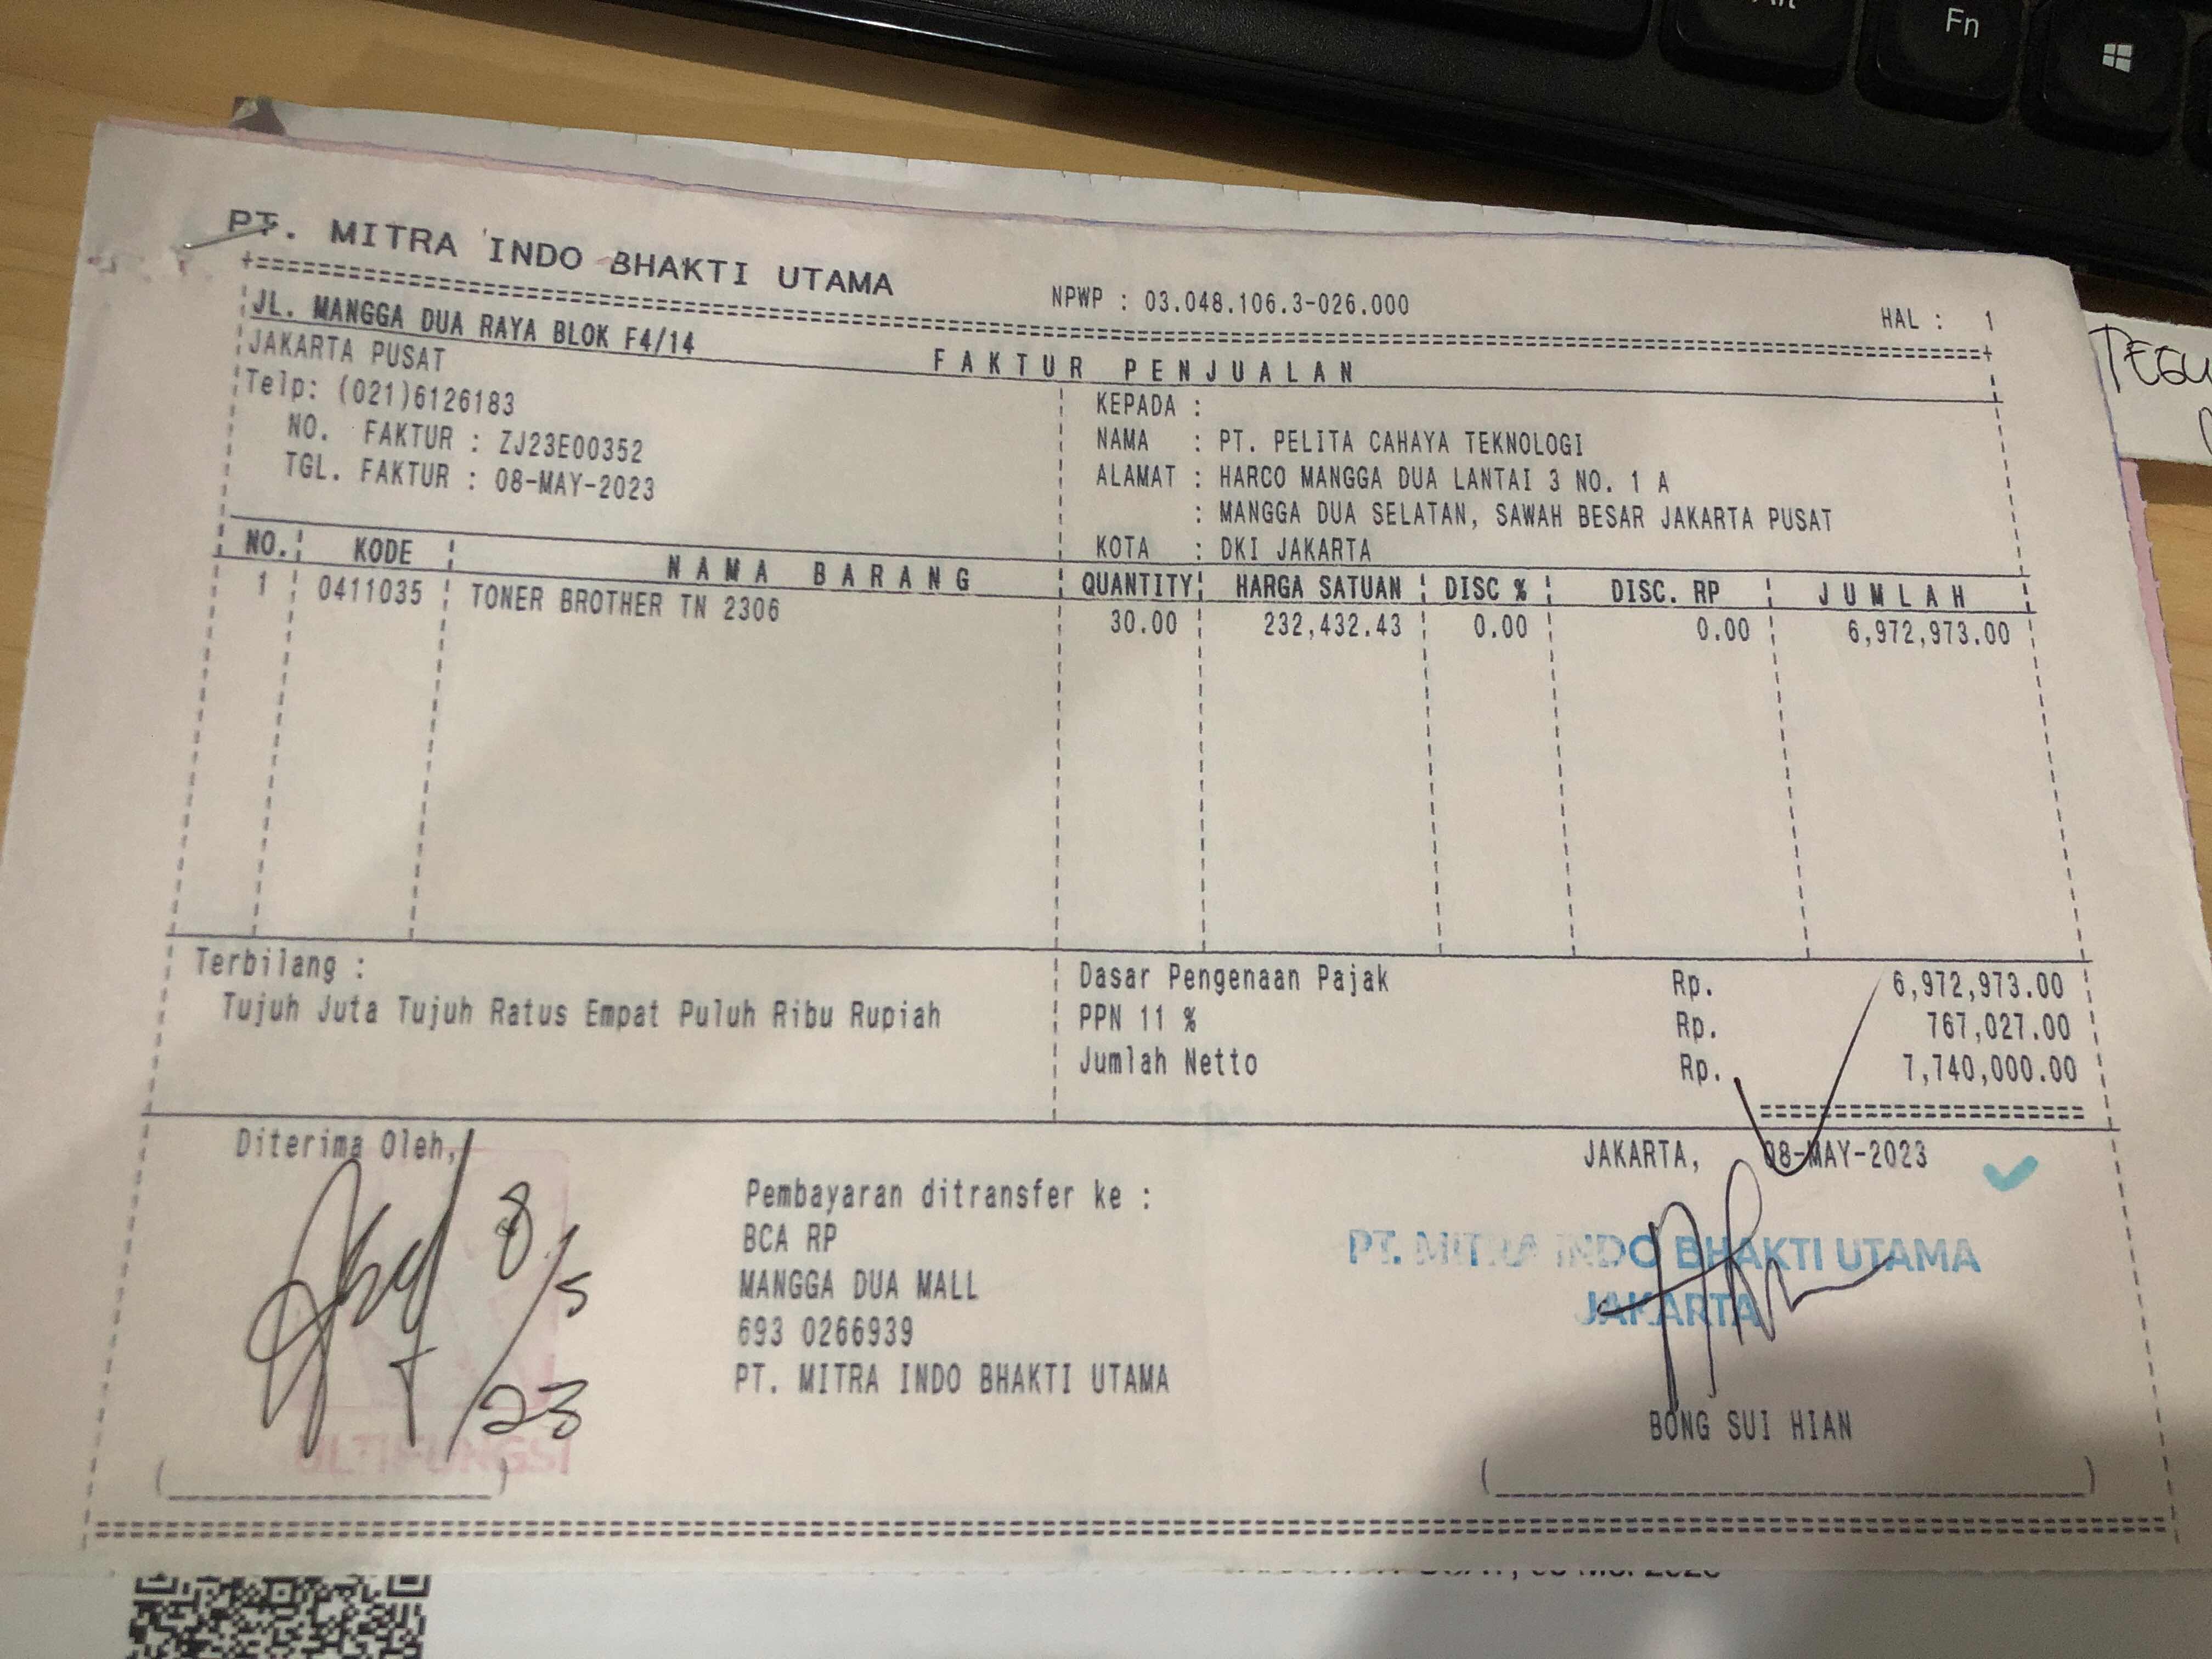 Alt
Fn
PT. MITRA INDO BHAKTI UTAMA
NPWP : 03.048.106.3-026.000
HAL : 1
JL. MANGGA DUA RAYA BLOK F4/14
JAKARTA PUSAT
Telp: (021)6126183
FAKTUR PENJUALAN
NO. FAKTUR : ZJ23E00352
TGL. FAKTUR : 08-MAY-2023
KEPADA :
NAMA : PT. PELITA CAHAYA TEKNOLOGI
ALAMAT : HARCO MANGGA DUA LANTAI 3 NO. 1 A
: MANGGA DUA SELATAN, SAWAH BESAR JAKARTA PUSAT
KOTA : DKI JAKARTA
NO. KODE NAMA BARANG QUANTITY HARGA SATUAN DISC % DISC. RP JUMLAH
1 0411035 TONER BROTHER TN 2306 30.00 232,432.43 0.00 0.00 6,972,973.00
Terbilang :
Tujuh Juta Tujuh Ratus Empat Puluh Ribu Rupiah
Dasar Pengenaan Pajak Rp. 6,972,973.00
PPN 11 % Rp. 767,027.00
Jumlah Netto Rp. 7,740,000.00
Diterima Oleh,
8/5/23
Pembayaran ditransfer ke :
BCA RP
MANGGA DUA MALL
693 0266939
PT. MITRA INDO BHAKTI UTAMA
JAKARTA, 08-MAY-2023
PT. MITRA INDO BHAKTI UTAMA
JAKARTA
BONG SUI HIAN